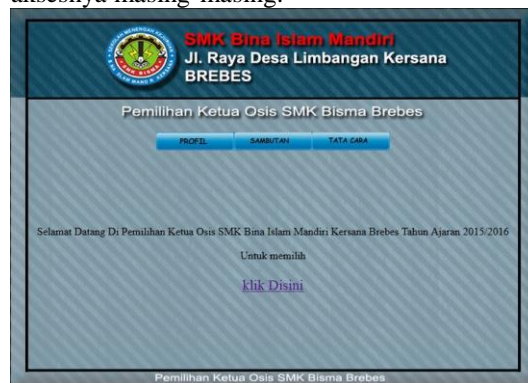 aksesnya masing-masing.
SMK Bina Islam Mandiri
Jl. Raya Desa Limbangan Kersana
BREBES
Pemilihan Ketua Osis SMK Bisma Brebes
PROFIL SAMBUTAN TATA CARA
Selamat Datang Di Pemilihan Ketua Osis SMK Bina Islam Mandiri Kersana Brebes Tahun Ajaran 2015/2016
Untuk memilih
klik Disini
Pemilihan Ketua Osis SMK Bisma Brebes